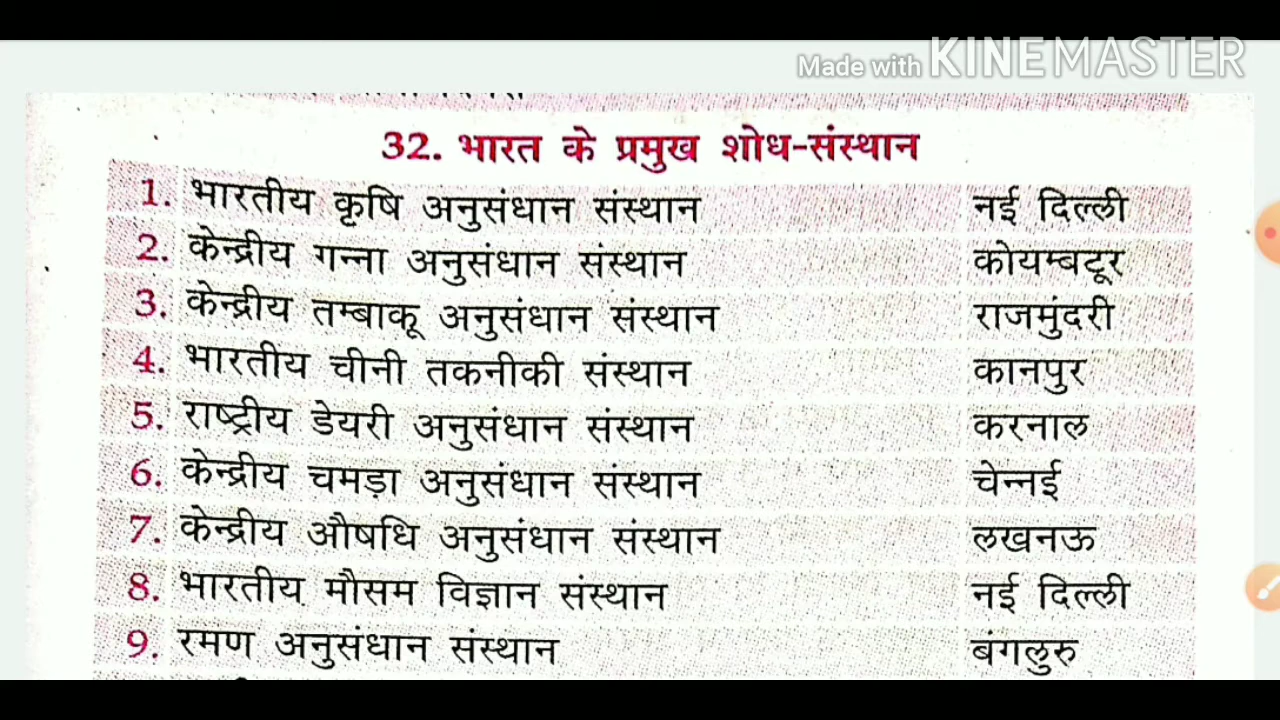 Made with KINEMASTER
32. भारत के प्रमुख शोध-संस्थान
1. भारतीय कृषि अनुसंधान संस्थान नई दिल्ली
2. केन्द्रीय गन्ना अनुसंधान संस्थान कोयम्बटूर
3. केन्द्रीय तम्बाकू अनुसंधान संस्थान राजमुंदरी
4. भारतीय चीनी तकनीकी संस्थान कानपुर
5. राष्ट्रीय डेयरी अनुसंधान संस्थान करनाल
6. केन्द्रीय चमड़ा अनुसंधान संस्थान चेन्नई
7. केन्द्रीय औषधि अनुसंधान संस्थान लखनऊ
8. भारतीय मौसम विज्ञान संस्थान नई दिल्ली
9. रमण अनुसंधान संस्थान बंगलुरु